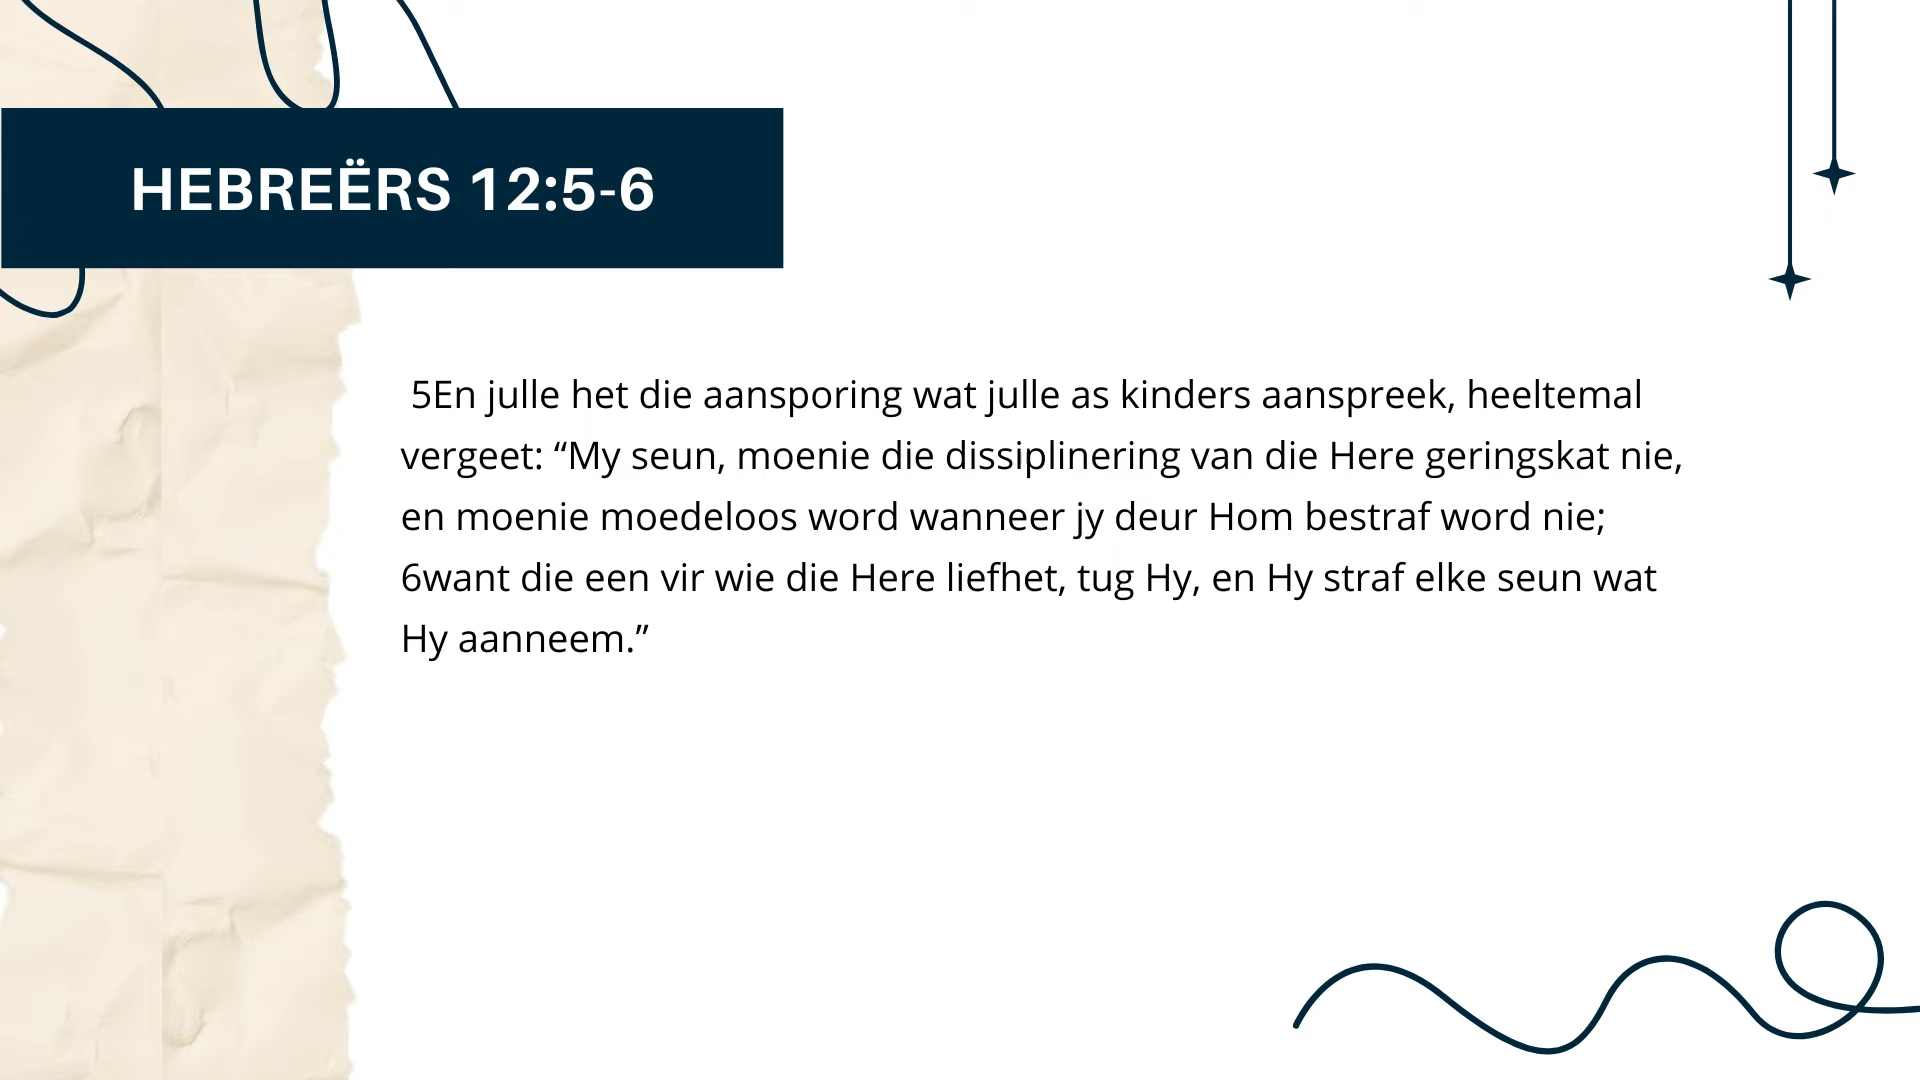 HEBREËRS 12:5-6
5En julle het die aansporing wat julle as kinders aanspreek, heeltemal
vergeet: “My seun, moenie die dissiplinering van die Here geringskat nie,
en moenie moedeloos word wanneer jy deur Hom bestraf word nie;
6want die een vir wie die Here liefhet, tug Hy, en Hy straf elke seun wat
Hy aanneem.”